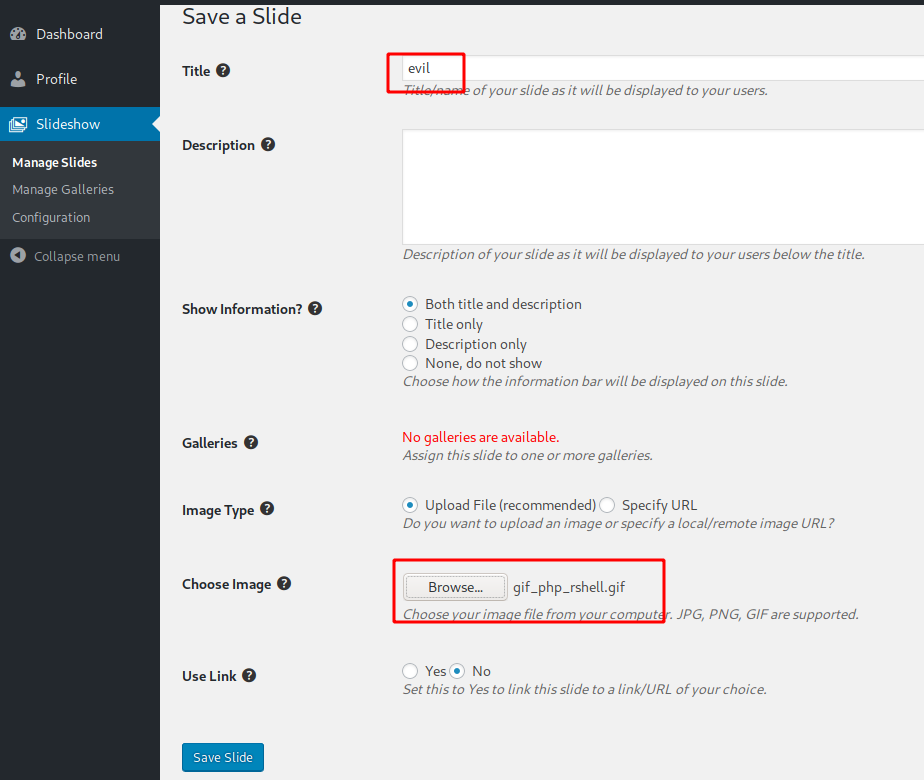 Save a Slide
Dashboard
Profile
Slideshow
Manage Slides
Manage Galleries
Configuration
Collapse menu
Title
evil
Title/name of your slide as it will be displayed to your users.
Description
Description of your slide as it will be displayed to your users below the title.
Show Information?
Both title and description
Title only
Description only
None, do not show
Choose how the information bar will be displayed on this slide.
Galleries
No galleries are available.
Assign this slide to one or more galleries.
Image Type
Upload File (recommended) Specify URL
Do you want to upload an image or specify a local/remote image URL?
Choose Image
Browse... gif_php_rshell.gif
Choose your image file from your computer. JPG, PNG, GIF are supported.
Use Link
Yes No
Set this to Yes to link this slide to a link/URL of your choice.
Save Slide